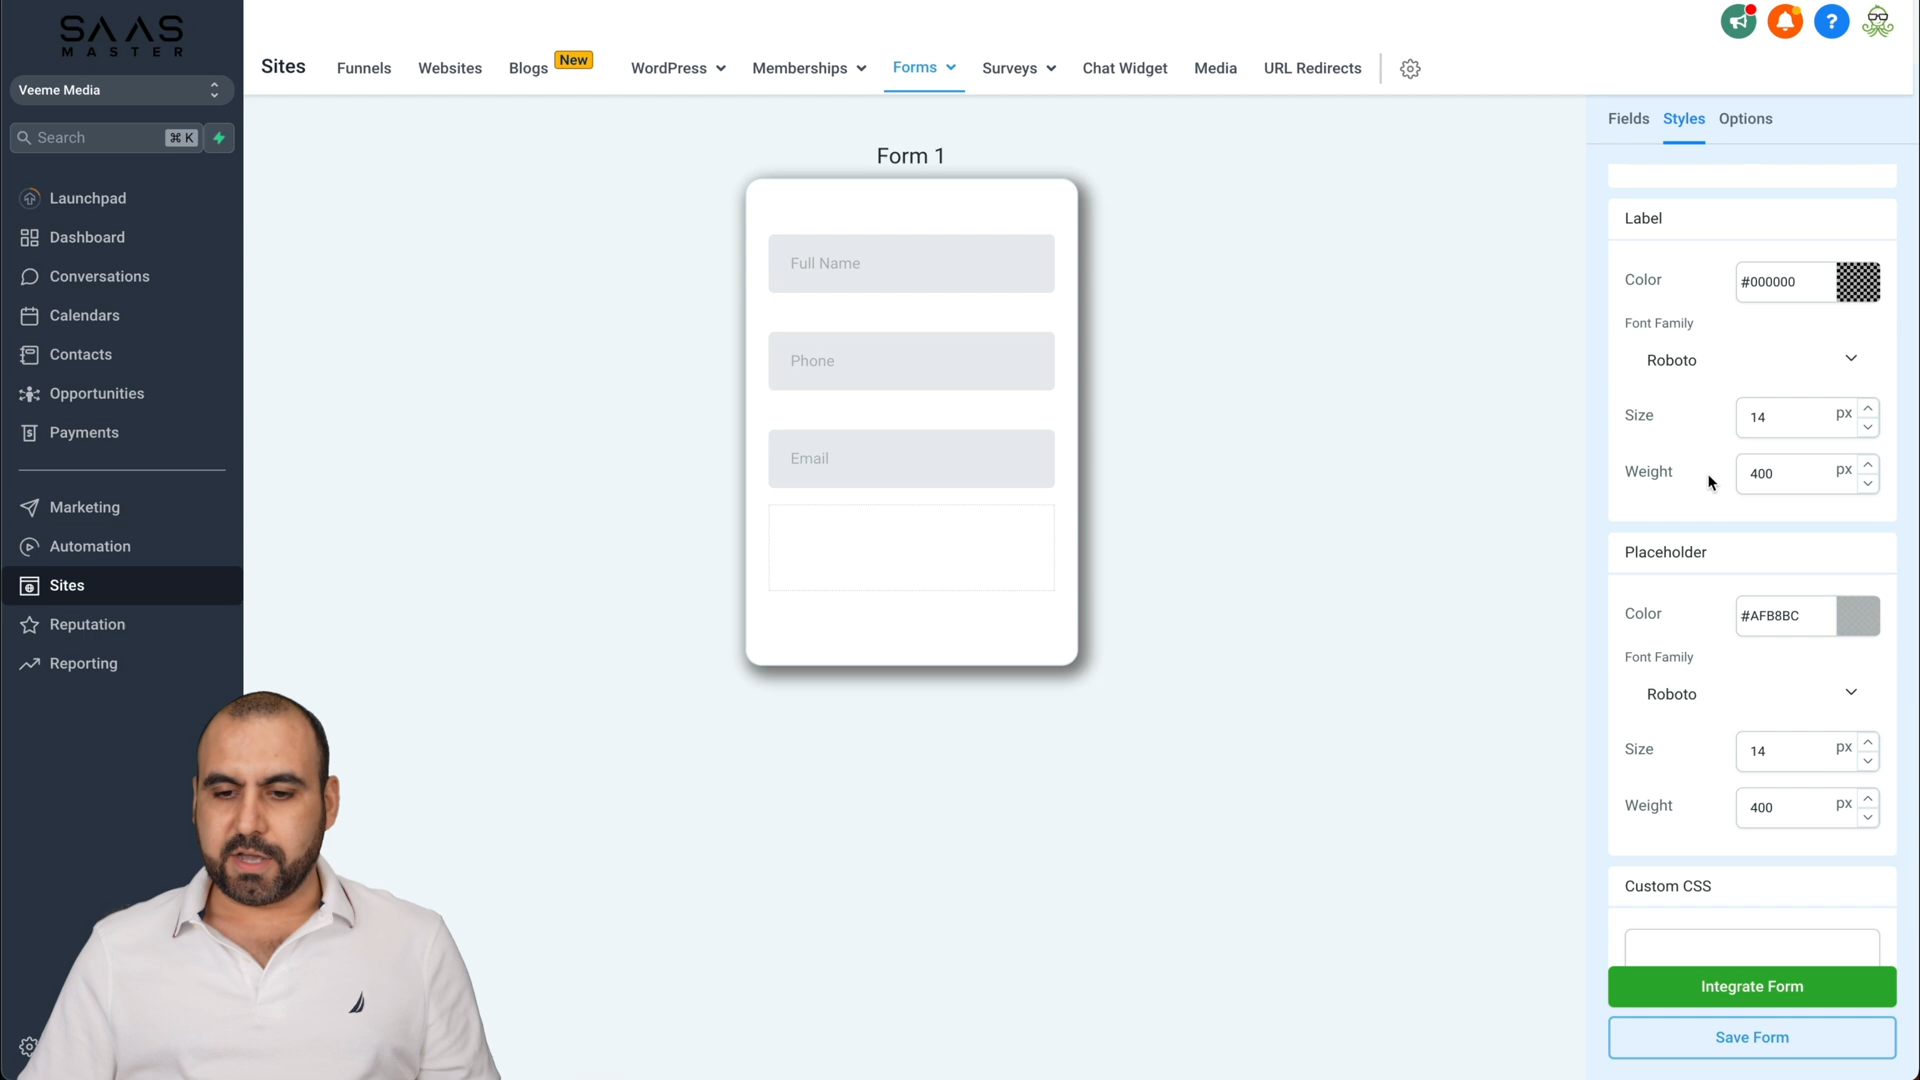 SAAS
MASTER
Veeme Media
Search ⌘ K
Launchpad
Dashboard
Conversations
Calendars
Contacts
Opportunities
Payments
Marketing
Automation
Sites
Reputation
Reporting
Sites Funnels Websites Blogs New WordPress Memberships Forms Surveys Chat Widget Media URL Redirects
?
Form 1
Full Name
Phone
Email
Fields Styles Options
Label
Color #000000
Font Family
Roboto
Size 14 px
Weight 400 px
Placeholder
Color #AFB8BC
Font Family
Roboto
Size 14 px
Weight 400 px
Custom CSS
Integrate Form
Save Form